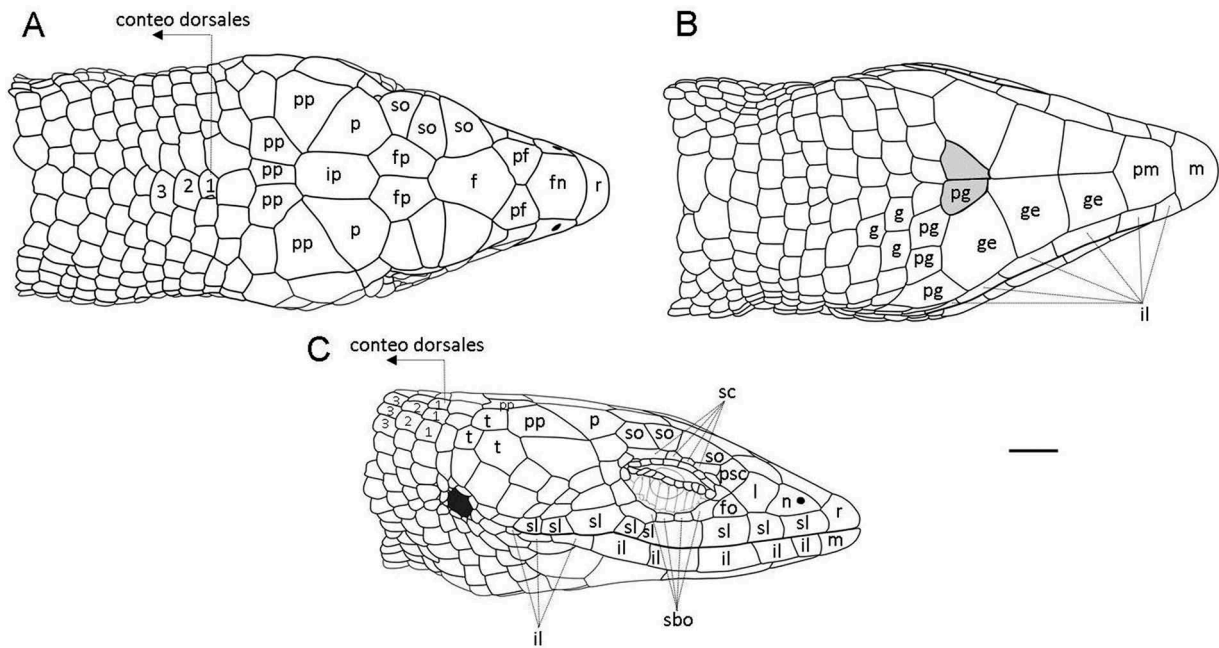 A
conteo dorsales
pp p so so so
pp fp pf
3 2 1 pp ip f fn r
pp fp pf
pp p
B
pg pm m
g pg ge ge
g g pg ge
pg
il
C
conteo dorsales
sc
3 2 1 pp
3 2 1 t pp p so so
3 1 t t so psc
l n
fo r
sl sl sl sl sl sl sl sl
il il il il il m
il
sbo